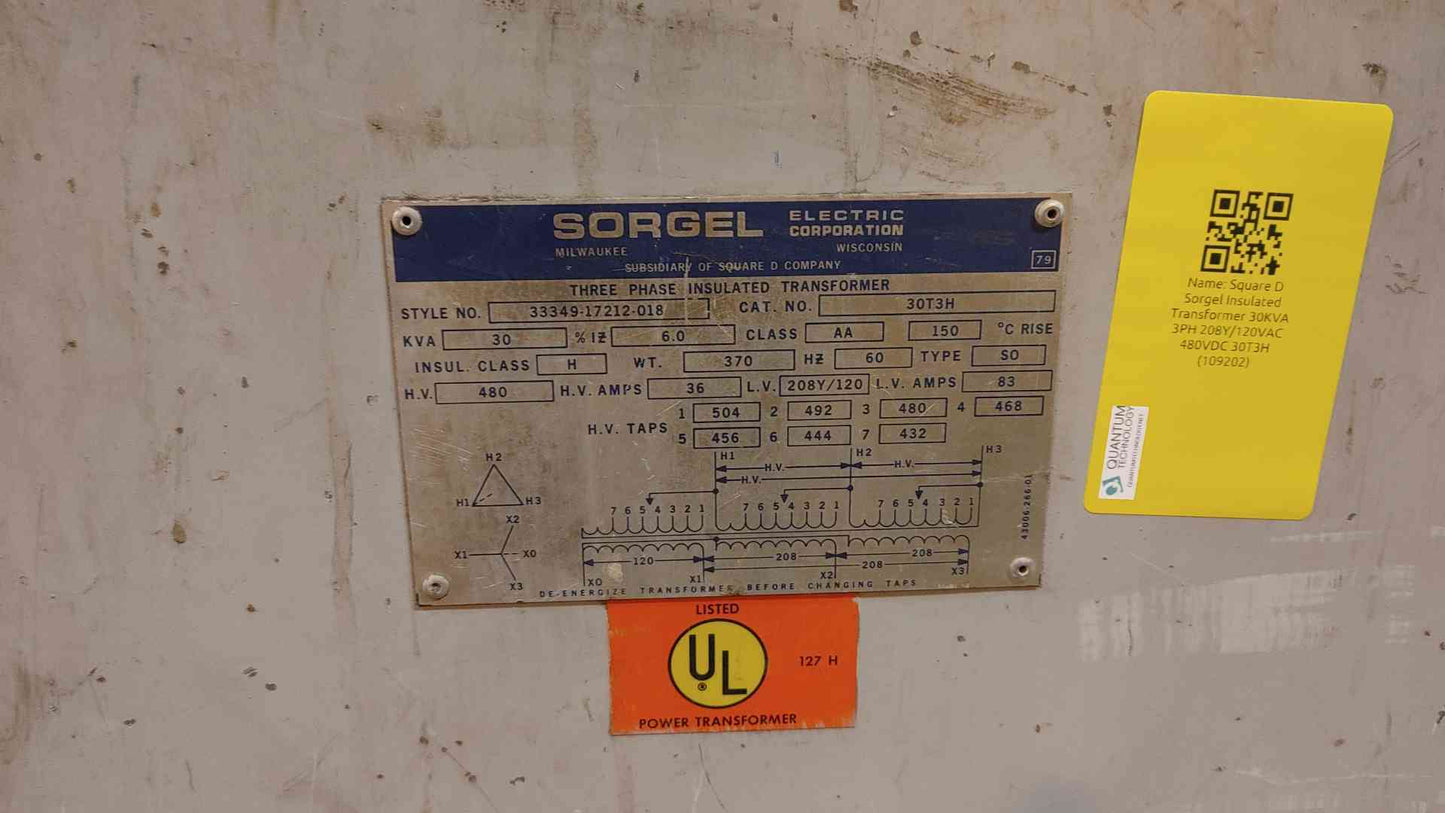 SORGEL ELECTRIC CORPORATION
MILWAUKEE WISCONSIN
SUBSIDIARY OF SQUARE D COMPANY
79
THREE PHASE INSULATED TRANSFORMER
STYLE NO. 33349-17212-018 CAT. NO. 30T3H
KVA 30 %IZ 6.0 CLASS AA 150 °C RISE
INSUL. CLASS H WT. 370 HZ 60 TYPE SO
H.V. 480 H.V. AMPS 36 L.V. 208Y/120 L.V. AMPS 83
H.V. TAPS
1 504 2 492 3 480 4 468
5 456 6 444 7 432
H2
H1 H3
X2
X1 X0
X3
H1 H2 H3
H.V. H.V.
H.V.
7 6 5 4 3 2 1 7 6 5 4 3 2 1 7 6 5 4 3 2 1
120 208 208
208
X0 X1 X2 X3
DE-ENERGIZE TRANSFORMER BEFORE CHANGING TAPS
43006-266-01
LISTED
UL
®
127 H
POWER TRANSFORMER
Name: Square D
Sorgel Insulated
Transformer 30KVA
3PH 208Y/120VAC
480VDC 30T3H
(109202)
QUANTUM
TECHNOLOGY